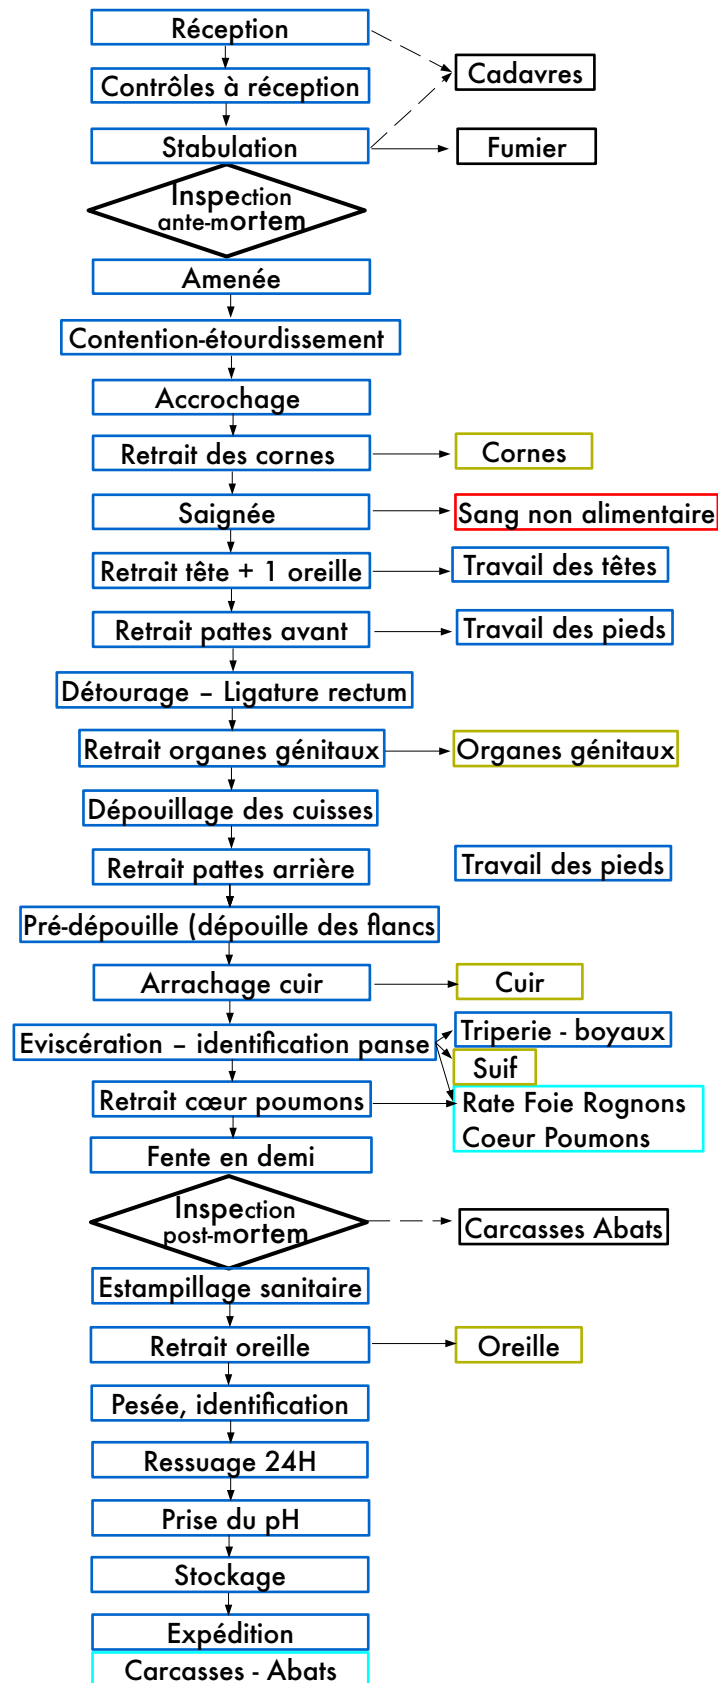 Réception
Cadavres
Contrôles à réception
Stabulation
Fumier
Inspection
ante-mortem
Amenée
Contention-étourdissement
Accrochage
Retrait des cornes
Cornes
Saignée
Sang non alimentaire
Retrait tête + 1 oreille
Travail des têtes
Retrait pattes avant
Travail des pieds
Détourage – Ligature rectum
Retrait organes génitaux
Organes génitaux
Dépouillage des cuisses
Retrait pattes arrière
Travail des pieds
Pré-dépouille (dépouille des flancs
Arrachage cuir
Cuir
Eviscération – identification panse
Triperie - boyaux
Suif
Retrait cœur poumons
Rate Foie Rognons
Coeur Poumons
Fente en demi
Inspection
post-mortem
Carcasses Abats
Estampillage sanitaire
Retrait oreille
Oreille
Pesée, identification
Ressuage 24H
Prise du pH
Stockage
Expédition
Carcasses - Abats